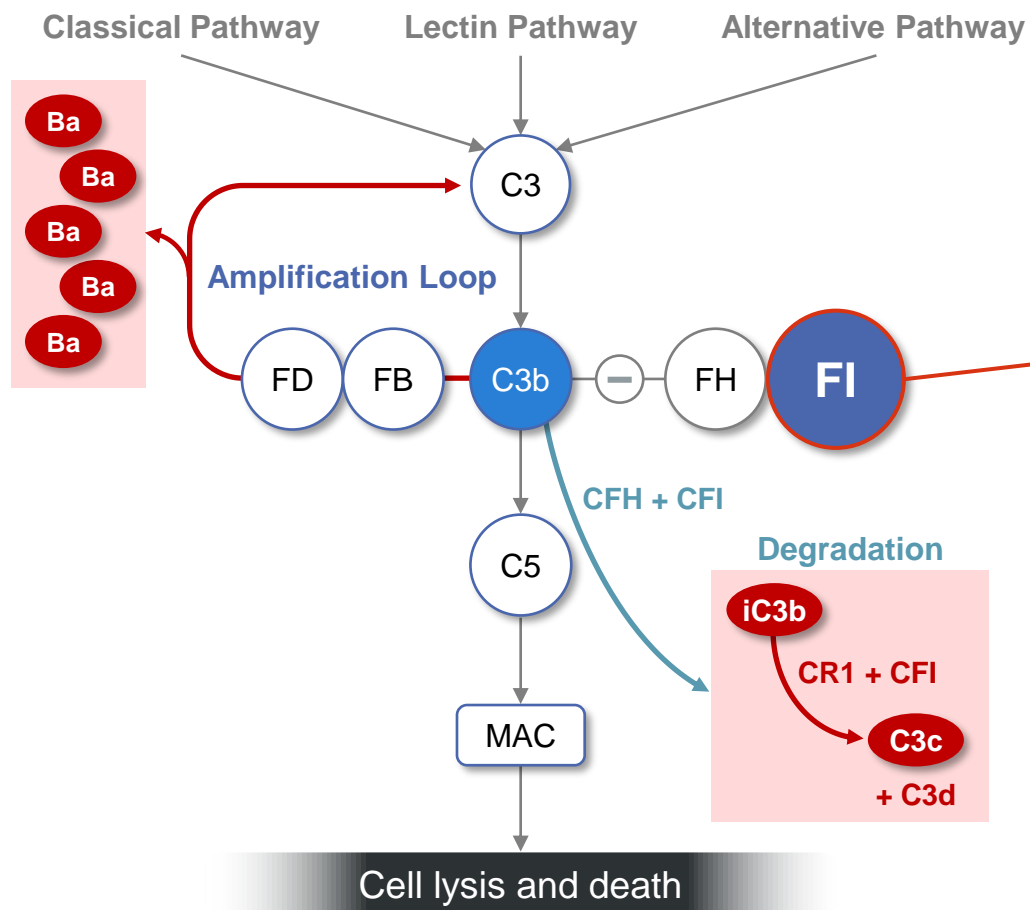 Classical Pathway
Lectin Pathway
Alternative Pathway
Ba
Ba
Ba
Ba
Ba
C3
Amplification Loop
FD
FB
C3b
−
FH
FI
CFH + CFI
C5
Degradation
iC3b
CR1 + CFI
C3c
+ C3d
MAC
Cell lysis and death